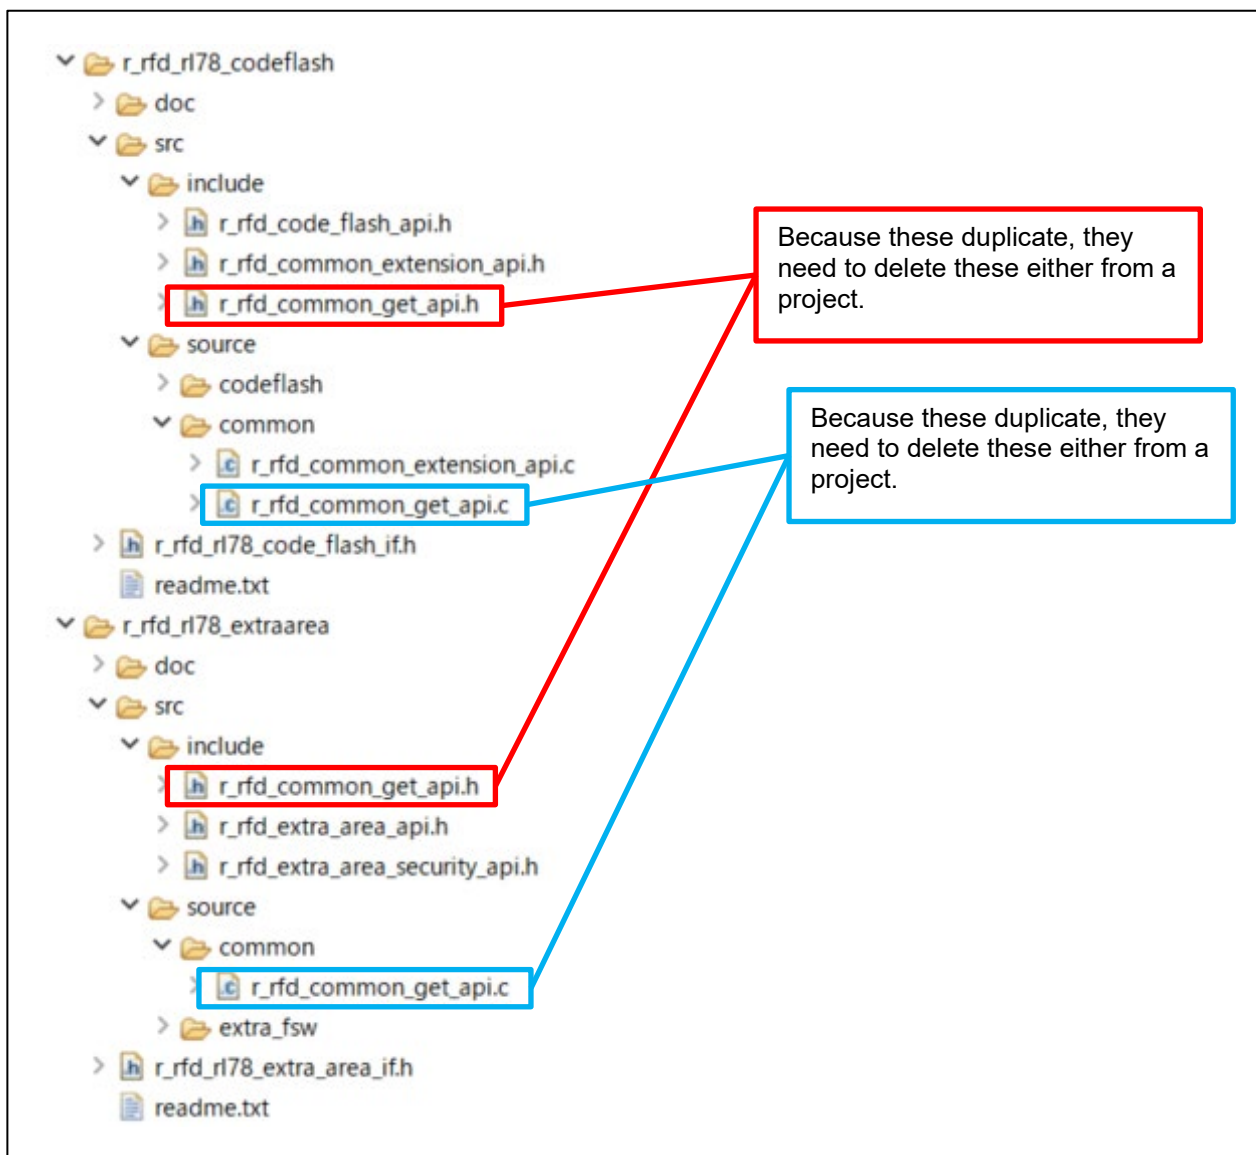 r_rfd_rl78_codeflash
doc
src
include
r_rfd_code_flash_api.h
r_rfd_common_extension_api.h
r_rfd_common_get_api.h
source
codeflash
common
r_rfd_common_extension_api.c
r_rfd_common_get_api.c
r_rfd_rl78_code_flash_if.h
readme.txt
r_rfd_rl78_extraarea
doc
src
include
r_rfd_common_get_api.h
r_rfd_extra_area_api.h
r_rfd_extra_area_security_api.h
source
common
r_rfd_common_get_api.c
extra_fsw
r_rfd_rl78_extra_area_if.h
readme.txt
Because these duplicate, they
need to delete these either from a
project.
Because these duplicate, they
need to delete these either from a
project.